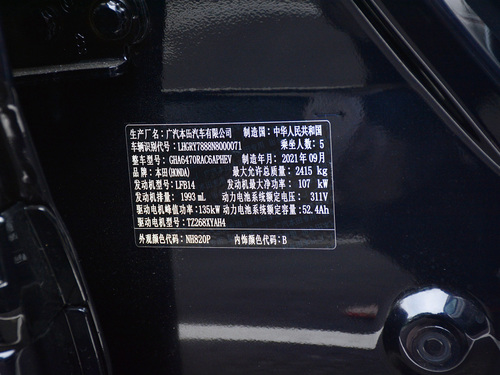 生产厂名：广汽本田汽车有限公司 制造国：中华人民共和国
车辆识别代号：LHGRY7888N8000071 乘坐人数：5
整车型号：GHA6470RAC6APHEV 制造年月：2021年09月
品牌：本田(HONDA) 最大允许总质量：2415 kg
发动机型号：LFB14 发动机最大净功率：107 kW
发动机排量：1993 mL 动力电池系统额定电压：311V
驱动电机峰值功率:135kW 动力电池系统额定容量:52.4Ah
驱动电机型号：TZ268XYAH4
外观颜色代码：NH820P 内饰颜色代码：B